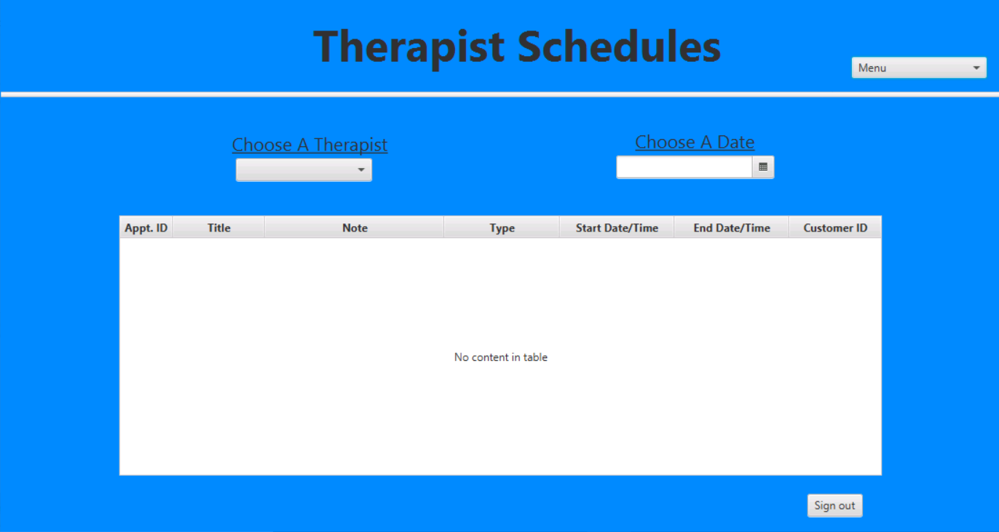 Therapist Schedules
Menu
Choose A Therapist
Choose A Date
Appt. ID Title Note Type Start Date/Time End Date/Time Customer ID
No content in table
Sign out